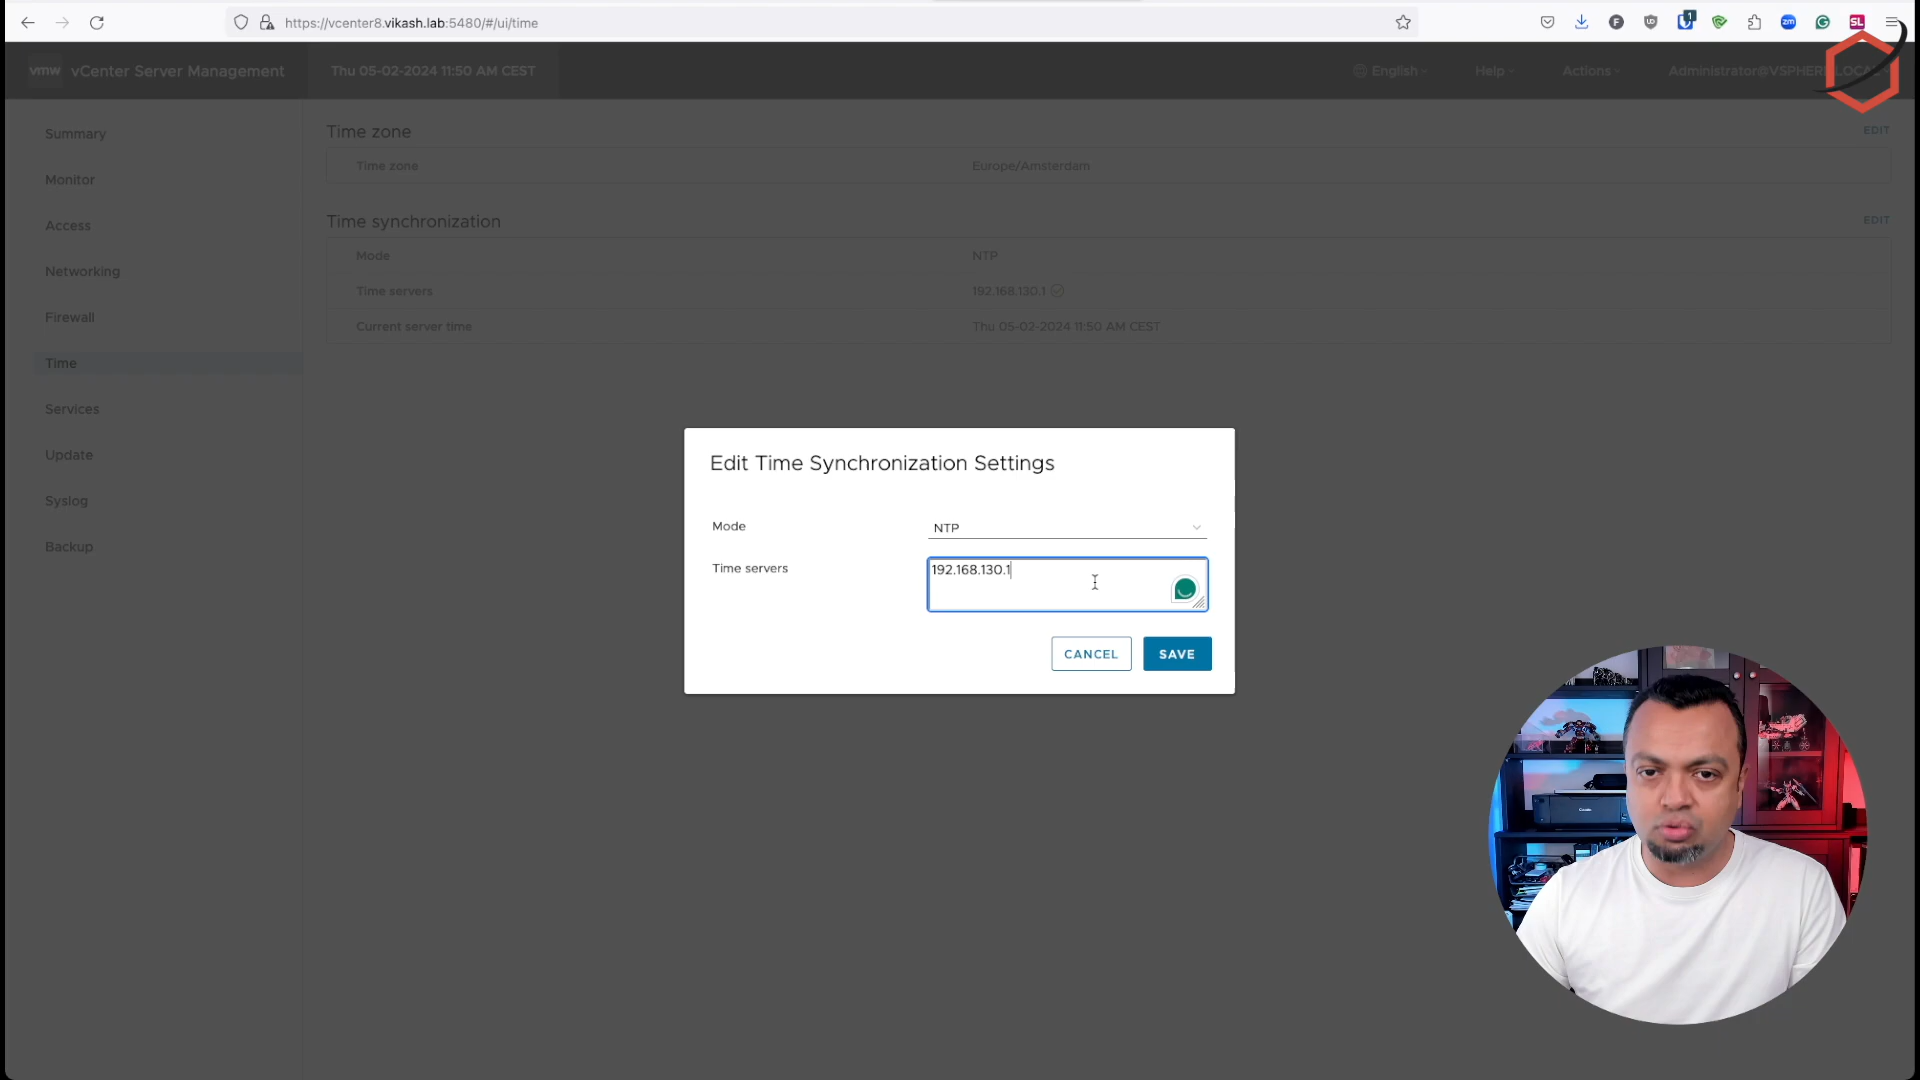 https://vcenter8.vikash.lab:5480/#/ui/time
1
F
UD
zm
G
SL
vmw vCenter Server Management
Thu 05-02-2024 11:50 AM CEST
English
Help
Actions
Administrator@VSPHERE.LOCAL
Summary
Monitor
Access
Networking
Firewall
Time
Services
Update
Syslog
Backup
Time zone
EDIT
Time zone
Europe/Amsterdam
Time synchronization
EDIT
Mode
NTP
Time servers
192.168.130.1
Current server time
Thu 05-02-2024 11:50 AM CEST
Edit Time Synchronization Settings
Mode
NTP
Time servers
192.168.130.1
CANCEL
SAVE